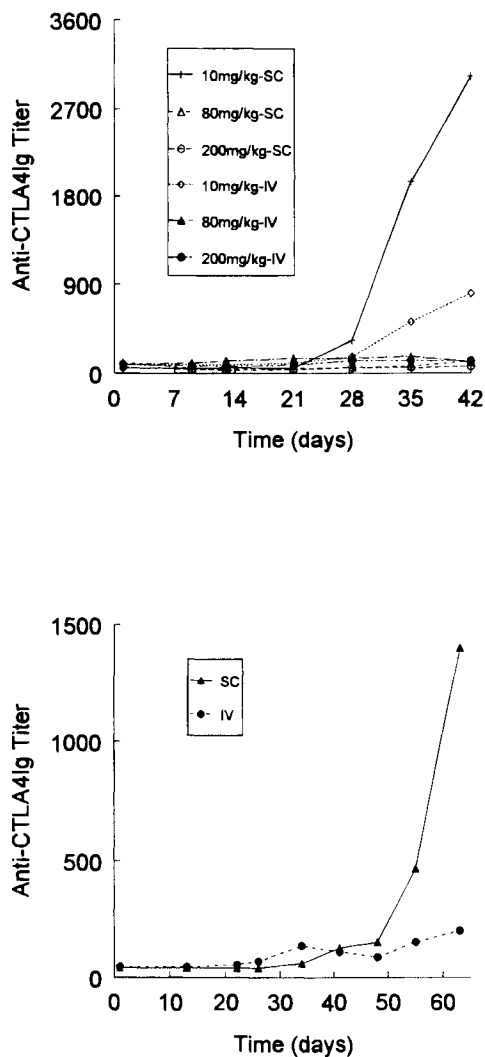 3600
2700
1800
900
0
Anti-CTLA4Ig Titer
10mg/kg-SC
80mg/kg-SC
200mg/kg-SC
10mg/kg-IV
80mg/kg-IV
200mg/kg-IV
0 7 14 21 28 35 42
Time (days)
1500
1000
500
0
Anti-CTLA4Ig Titer
SC
IV
0 10 20 30 40 50 60
Time (days)